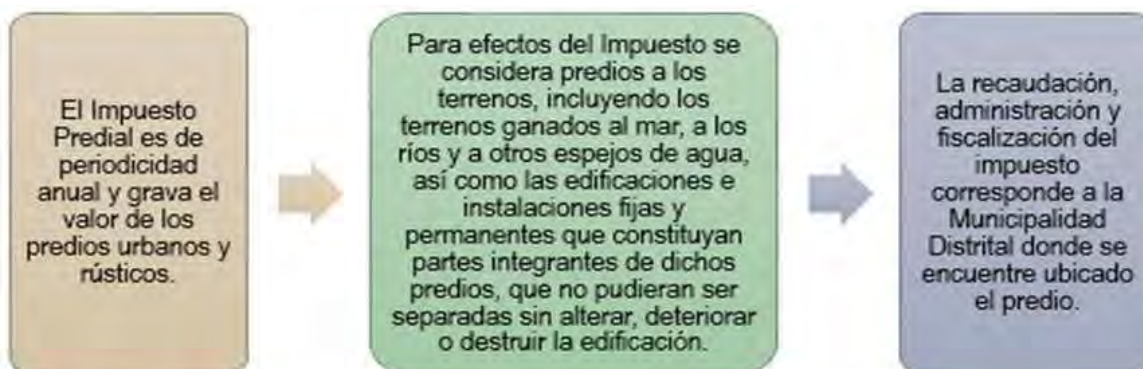 El Impuesto
Predial es de
periodicidad
anual y grava el
valor de los
predios urbanos y
rústicos.
Para efectos del Impuesto se
considera predios a los
terrenos, incluyendo los
terrenos ganados al mar, a los
ríos y a otros espejos de agua,
así como las edificaciones e
instalaciones fijas y
permanentes que constituyan
partes integrantes de dichos
predios, que no pudieran ser
separadas sin alterar, deteriorar
o destruir la edificación.
La recaudación,
administración y
fiscalización del
impuesto
corresponde a la
Municipalidad
Distrital donde se
encuentre ubicado
el predio.